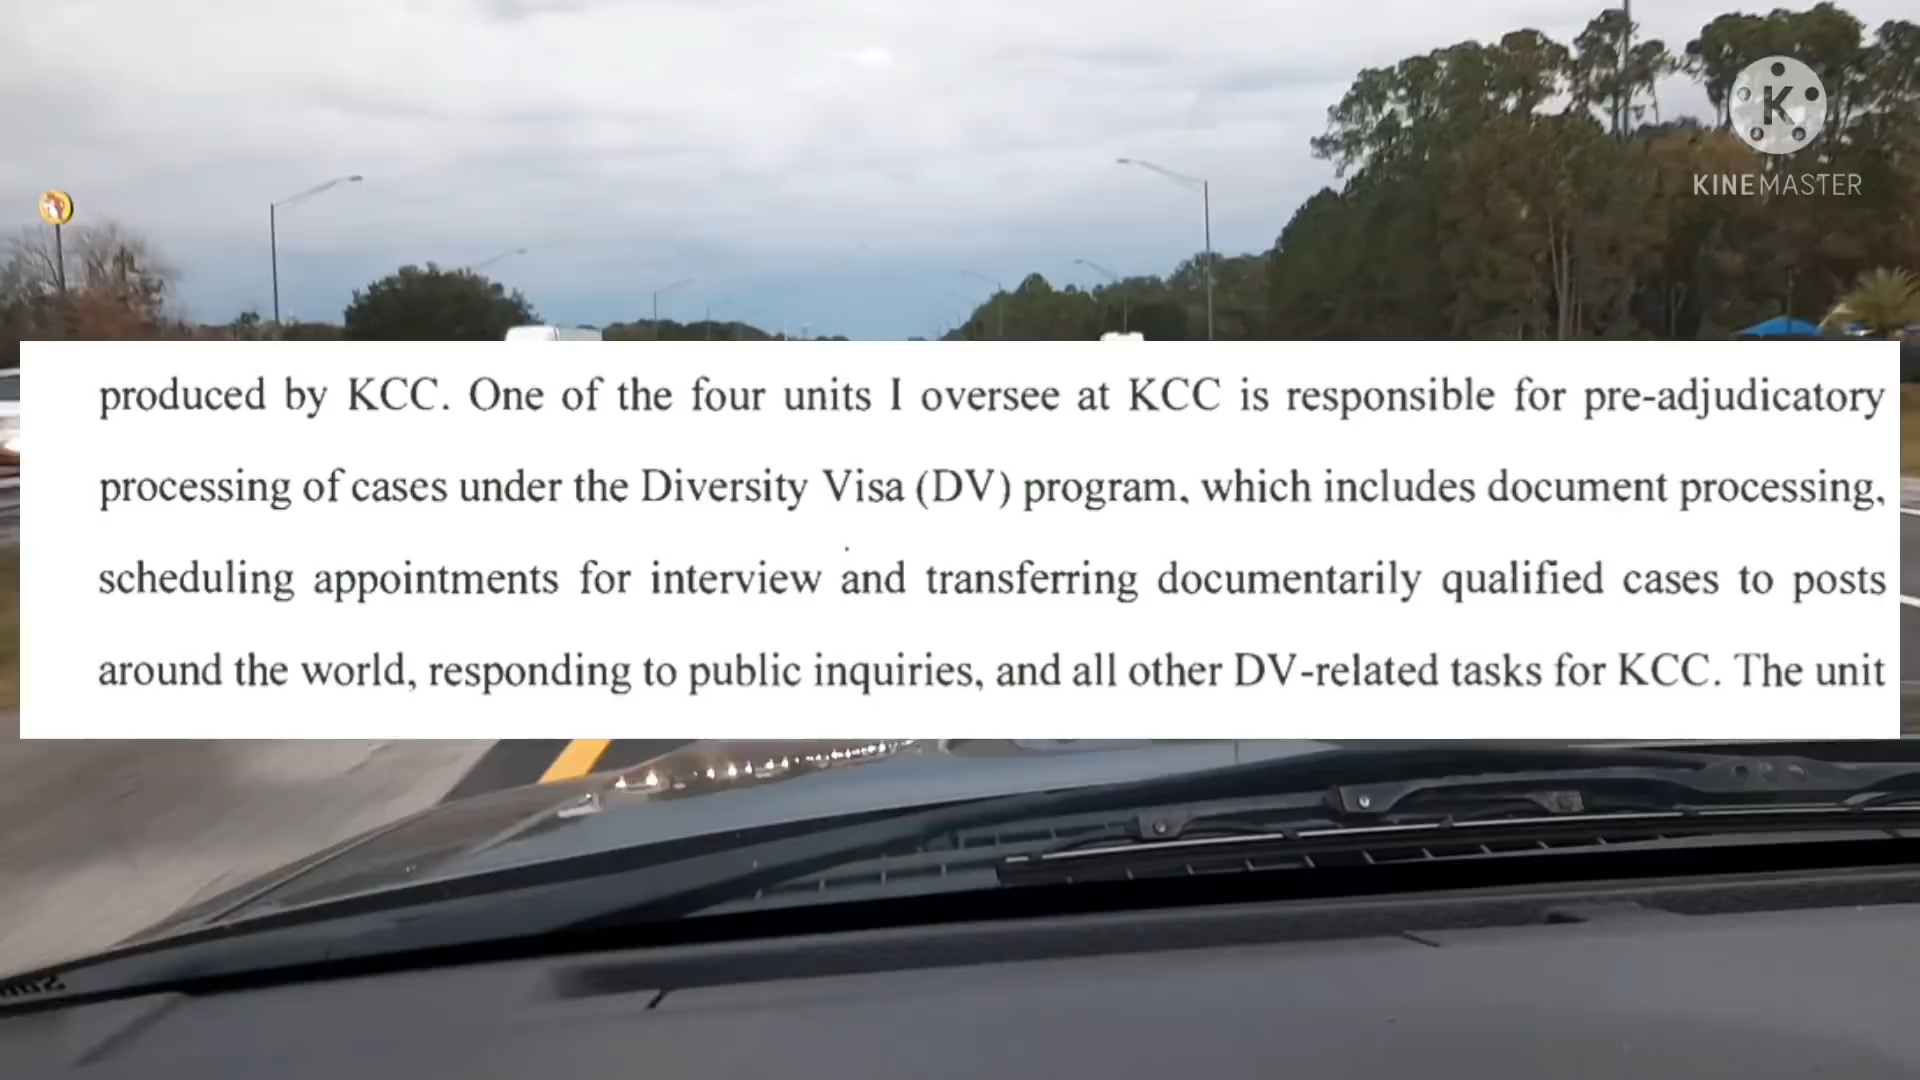 K
KINEMASTER
produced by KCC. One of the four units I oversee at KCC is responsible for pre-adjudicatory
processing of cases under the Diversity Visa (DV) program, which includes document processing,
scheduling appointments for interview and transferring documentarily qualified cases to posts
around the world, responding to public inquiries, and all other DV-related tasks for KCC. The unit